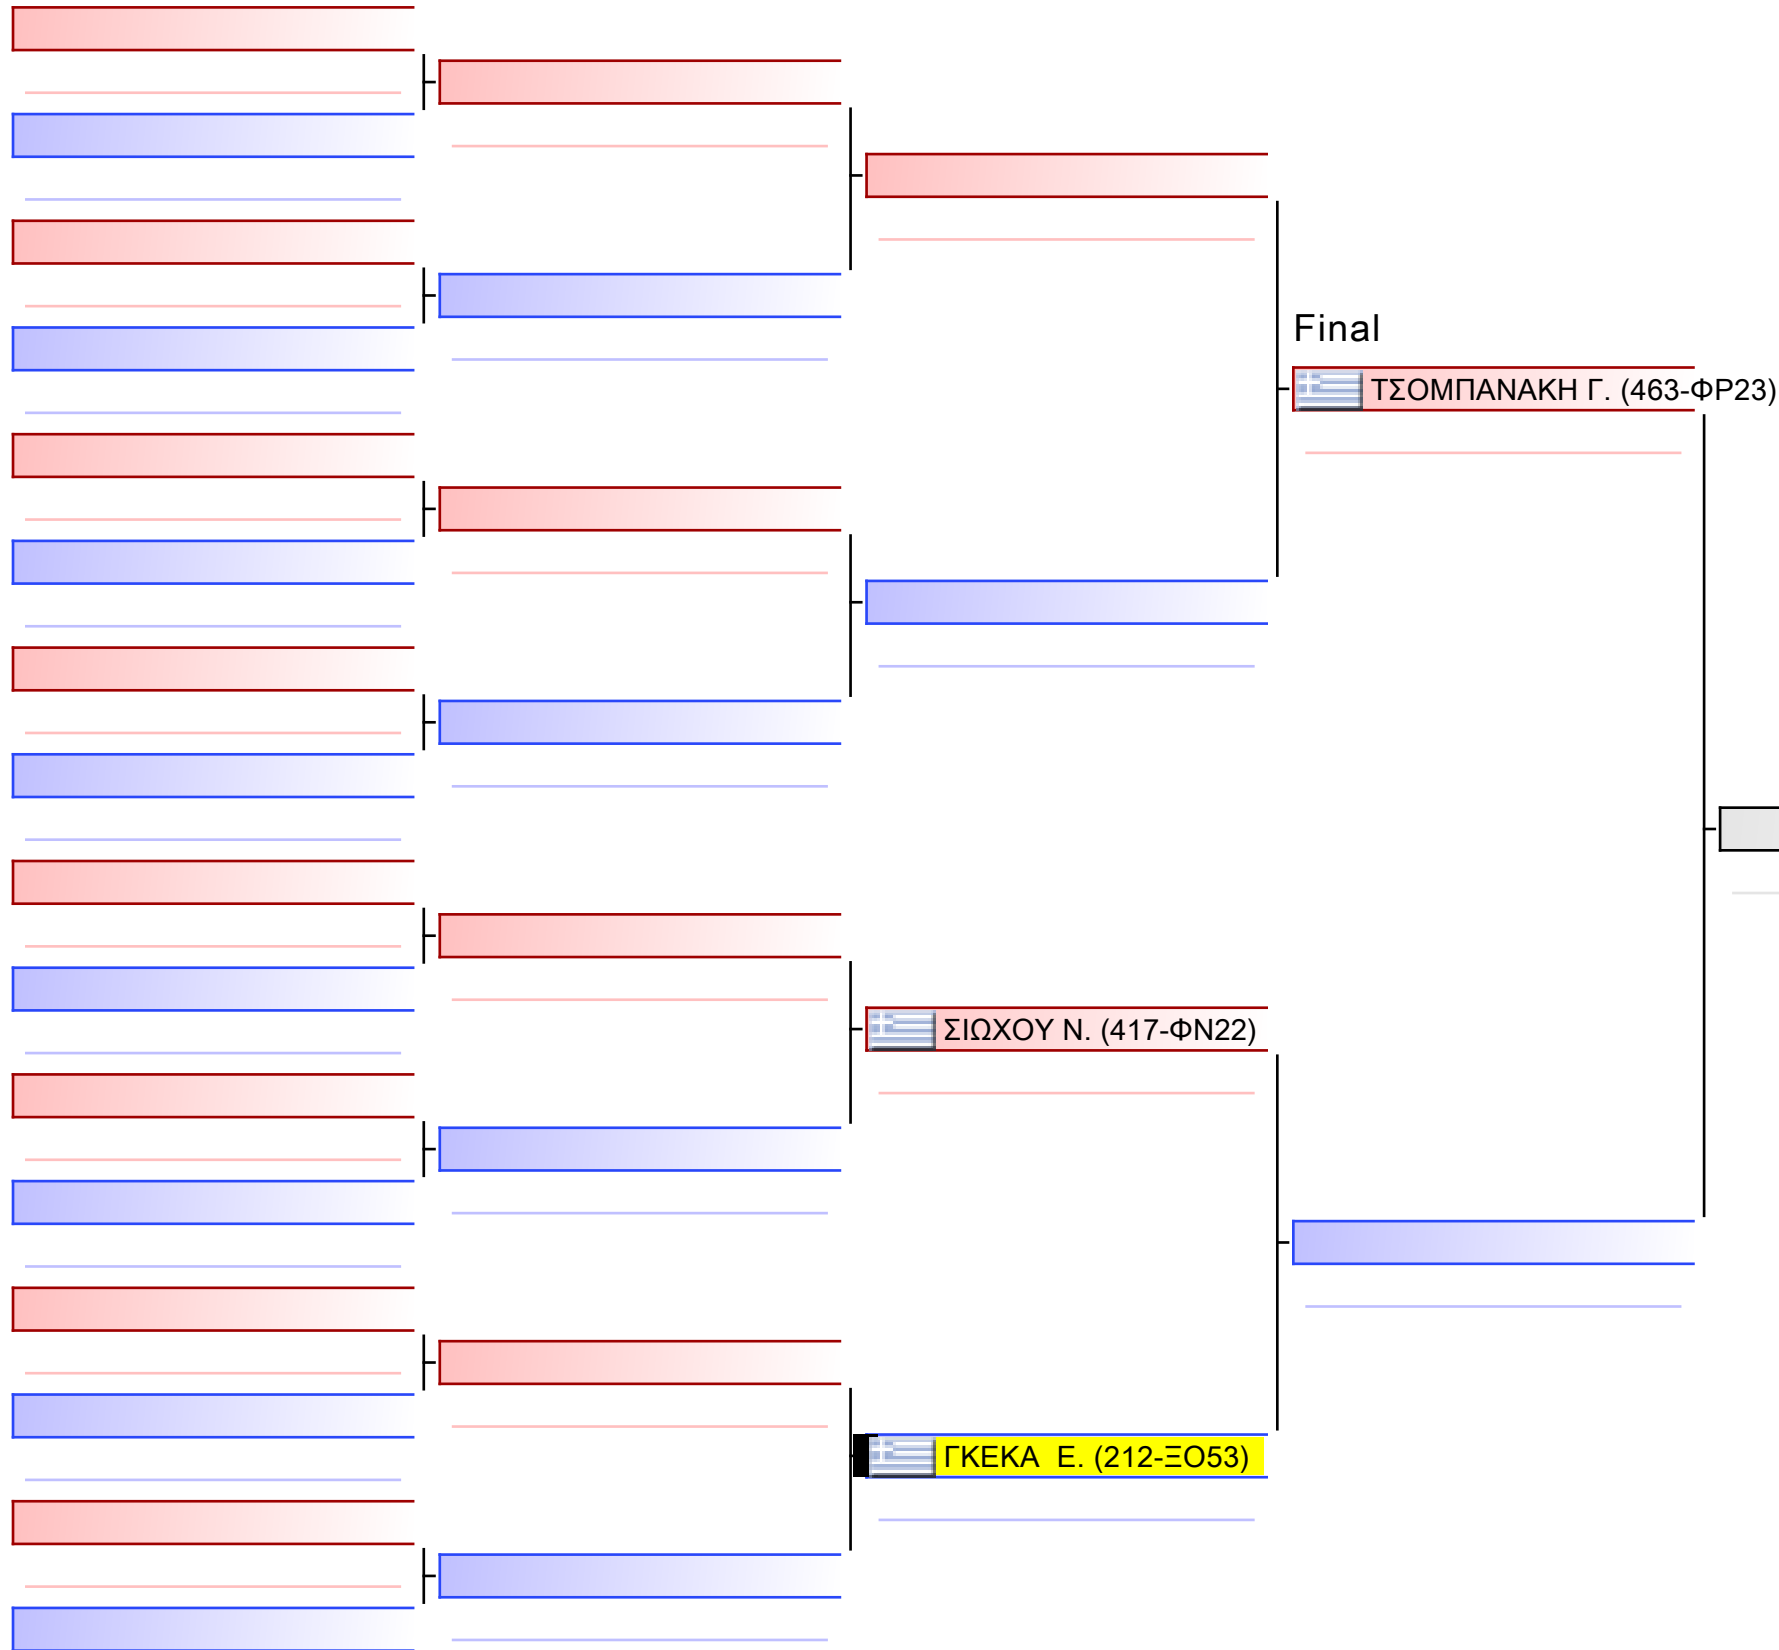 Final
ΤΣΟΜΠΑΝΑΚΗ Γ. (463-ΦΡ23)
ΣΙΩΧΟΥ Ν. (417-ΦΝ22)
ΓΚΕΚΑ  Ε. (212-ΞΟ53)